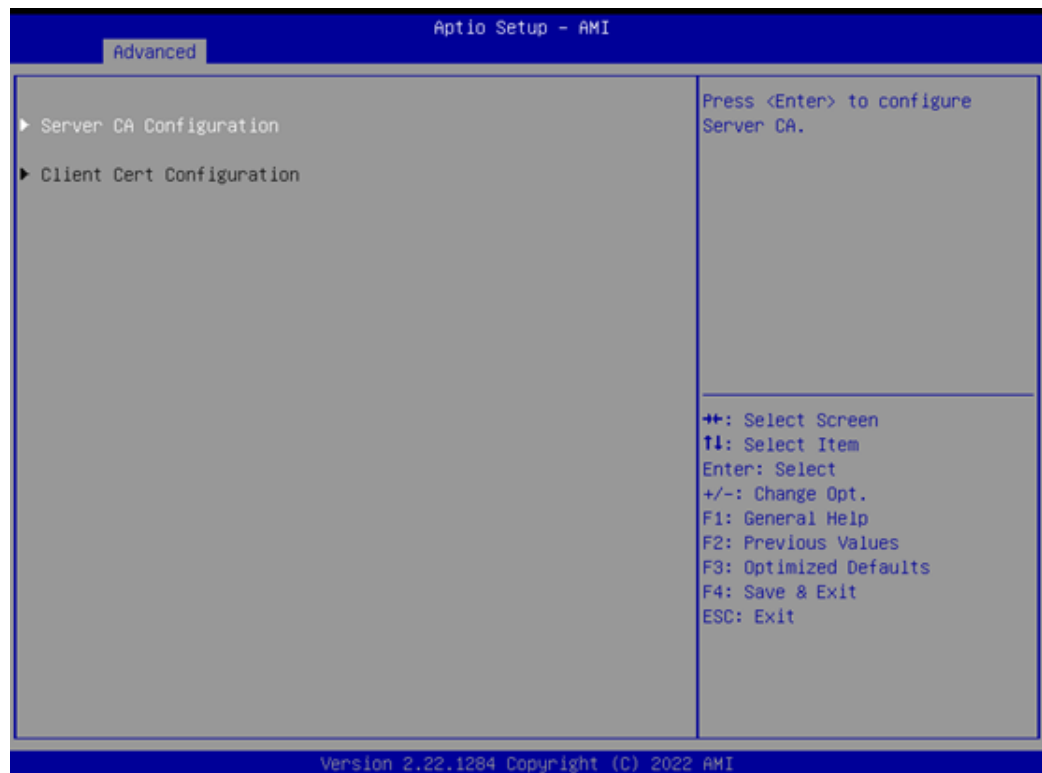 Aptio Setup – AMI
Advanced
Server CA Configuration
Client Cert Configuration
Press <Enter> to configure
Server CA.
→←: Select Screen
↑↓: Select Item
Enter: Select
+/-: Change Opt.
F1: General Help
F2: Previous Values
F3: Optimized Defaults
F4: Save & Exit
ESC: Exit
Version 2.22.1284 Copyright (C) 2022 AMI